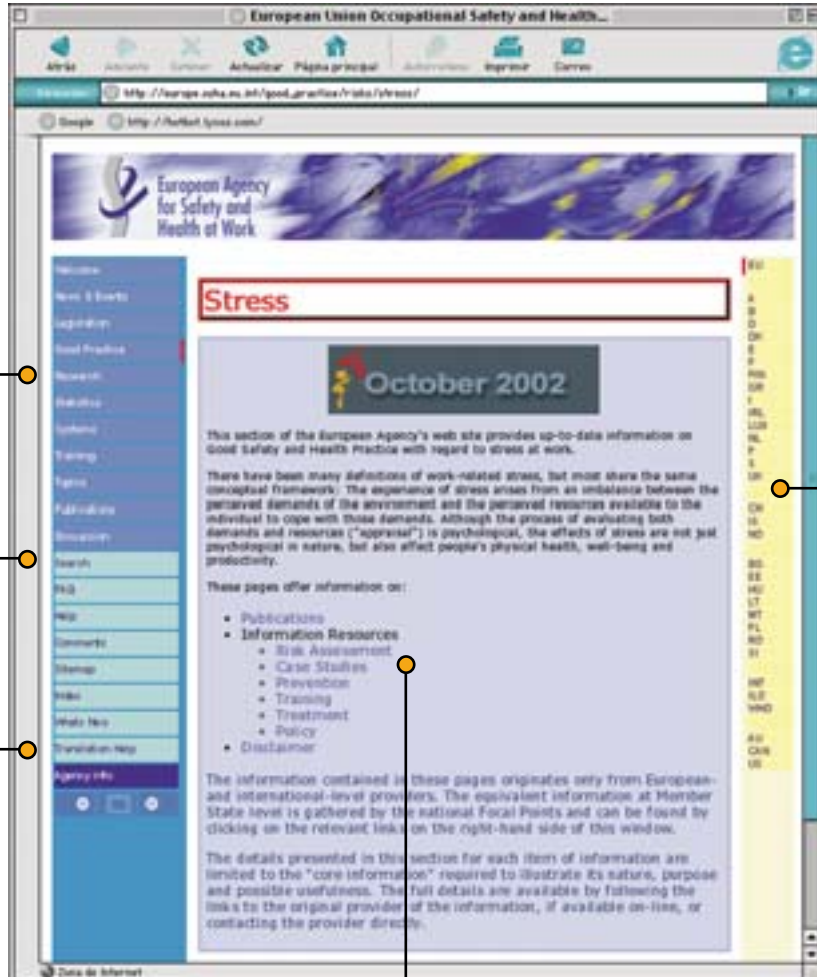 European Union Occupational Safety and Health...
Atrás Adelante Detener Actualizar Página principal Autorrelleno Imprimir Correo
http://europe.osha.eu.int/good_practice/risks/stress/
Google http://hotbot.lycos.com/
European Agency
for Safety and
Health at Work
Welcome
News & Events
Legislation
Good Practice
Research
Statistics
Systems
Training
Topics
Publications
Discussion
Search
FAQ
Help
Comments
Sitemap
Index
Whats New
Translation Help
Agency info
Stress
October 2002
This section of the European Agency's web site provides up-to-date information on
Good Safety and Health Practice with regard to stress at work.
There have been many definitions of work-related stress, but most share the same
conceptual framework: The experience of stress arises from an imbalance between the
perceived demands of the environment and the perceived resources available to the
individual to cope with those demands. Although the process of evaluating both
demands and resources ("appraisal") is psychological, the effects of stress are not just
psychological in nature, but also affect people's physical health, well-being and
productivity.
These pages offer information on:
• Publications
• Information Resources
• Risk Assessment
• Case Studies
• Prevention
• Training
• Treatment
• Policy
• Disclaimer
The information contained in these pages originates only from European-
and international-level providers. The equivalent information at Member
State level is gathered by the national Focal Points and can be found by
clicking on the relevant links on the right-hand side of this window.
The details presented in this section for each item of information are
limited to the "core information" required to illustrate its nature, purpose
and possible usefulness. The full details are available by following the
links to the original provider of the information, if available on-line, or
contacting the provider directly.
EU
A
B
D
DK
E
F
FIN
GR
I
IRL
LUX
NL
P
S
UK
CH
IS
NO
BG
EE
HU
LT
MT
PL
RO
SI
INT
ILO
WHO
AU
CAN
US
Zona de Internet